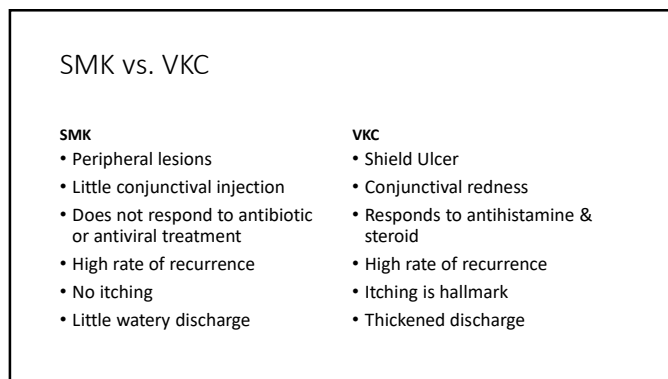 SMK vs. VKC
SMK
• Peripheral lesions
• Little conjunctival injection
• Does not respond to antibiotic
or antiviral treatment
• High rate of recurrence
• No itching
• Little watery discharge
VKC
• Shield Ulcer
• Conjunctival redness
• Responds to antihistamine &
steroid
• High rate of recurrence
• Itching is hallmark
• Thickened discharge